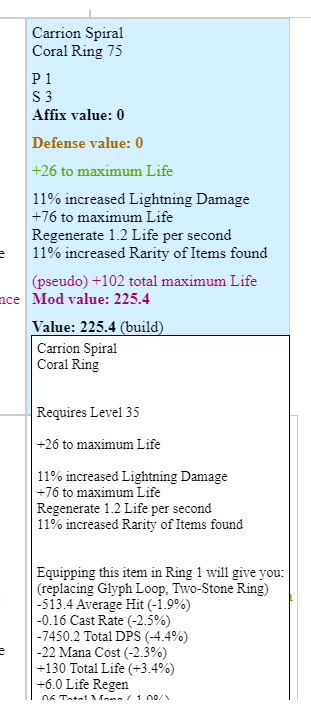 Carrion Spiral
Coral Ring 75
P 1
S 3
Affix value: 0
Defense value: 0
+26 to maximum Life
11% increased Lightning Damage
+76 to maximum Life
Regenerate 1.2 Life per second
11% increased Rarity of Items found
(pseudo) +102 total maximum Life
nce Mod value: 225.4
Value: 225.4 (build)
Carrion Spiral
Coral Ring
Requires Level 35
+26 to maximum Life
11% increased Lightning Damage
+76 to maximum Life
Regenerate 1.2 Life per second
11% increased Rarity of Items found
Equipping this item in Ring 1 will give you:
(replacing Glyph Loop, Two-Stone Ring)
-513.4 Average Hit (-1.9%)
-0.16 Cast Rate (-2.5%)
-7450.2 Total DPS (-4.4%)
-22 Mana Cost (-2.3%)
+130 Total Life (+3.4%)
+6.0 Life Regen
Total Mana